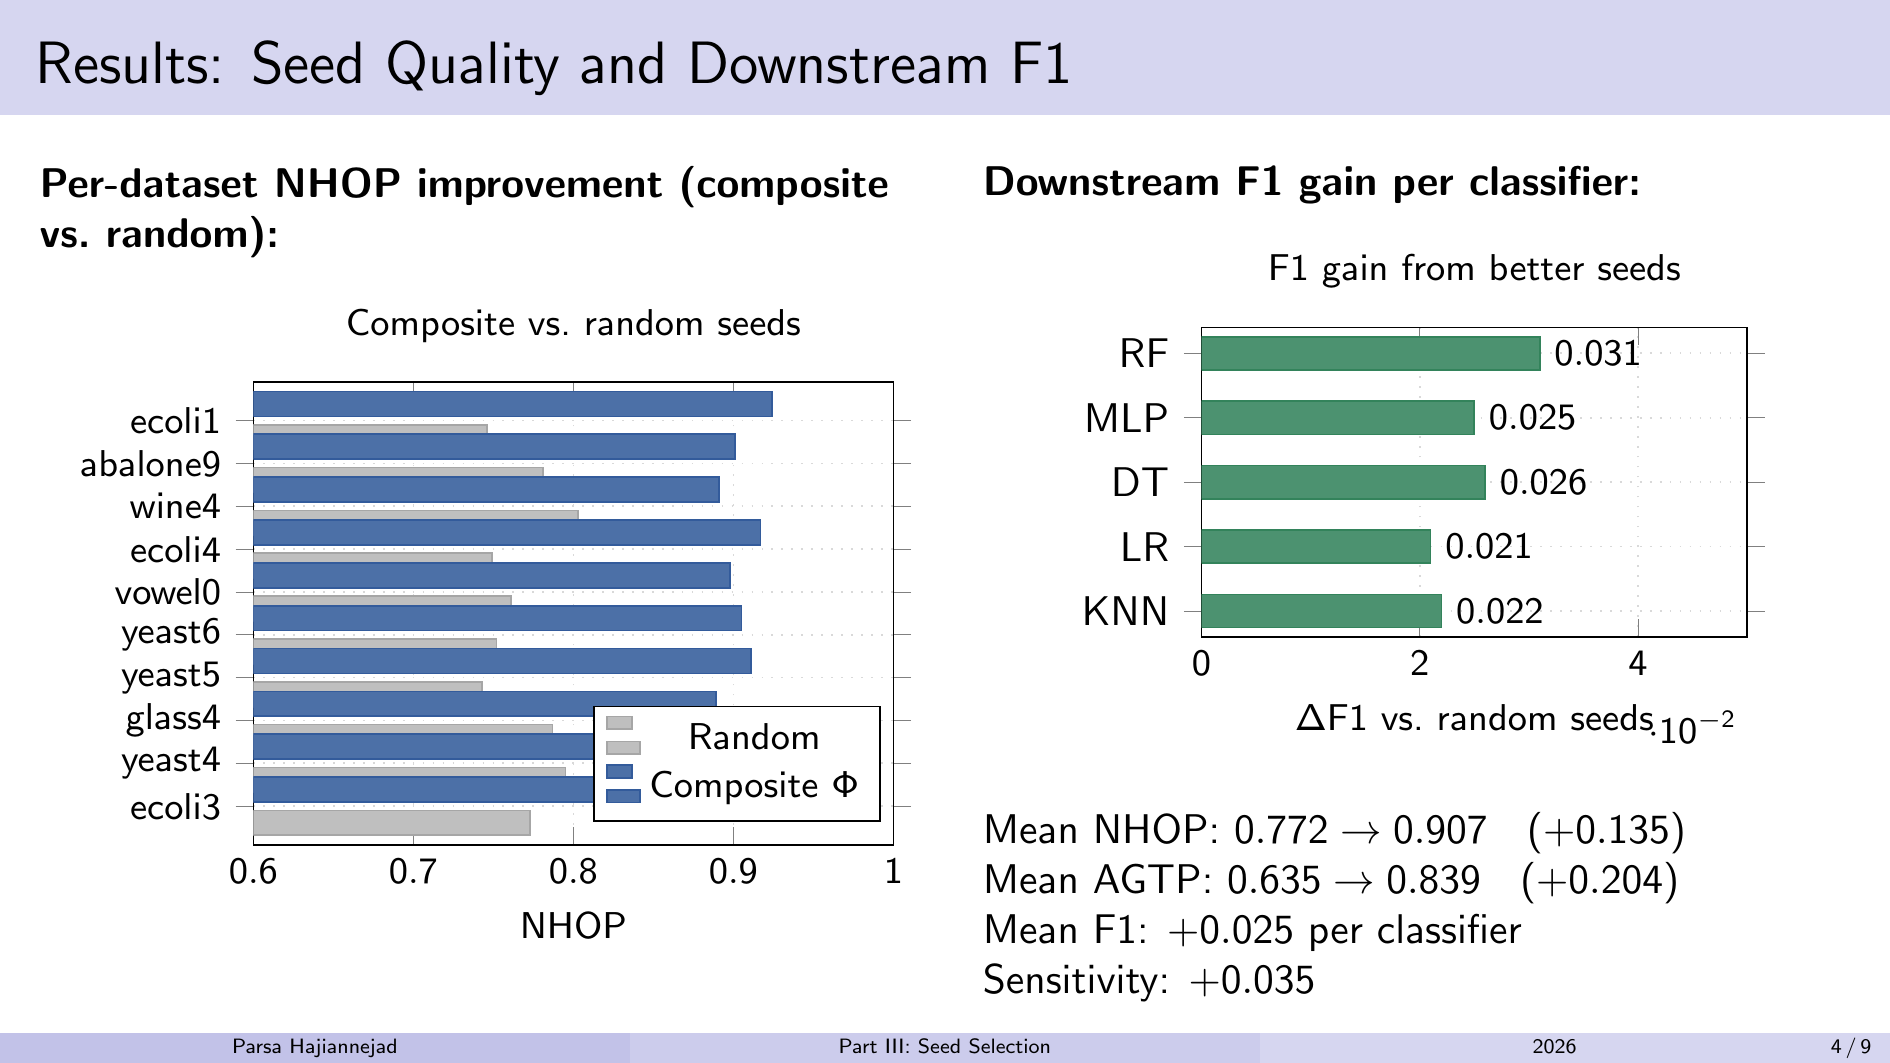 Results: Seed Quality and Downstream F1
Per-dataset NHOP improvement (composite
vs. random):
Composite vs. random seeds
ecoli1
abalone9
wine4
ecoli4
vowel0
yeast6
yeast5
glass4
yeast4
ecoli3
Random
Composite Φ
0.6 0.7 0.8 0.9 1
NHOP
Downstream F1 gain per classifier:
F1 gain from better seeds
RF 0.031
MLP 0.025
DT 0.026
LR 0.021
KNN 0.022
0 2 4
ΔF1 vs. random seeds
·10⁻²
Mean NHOP: 0.772 → 0.907 (+0.135)
Mean AGTP: 0.635 → 0.839 (+0.204)
Mean F1: +0.025 per classifier
Sensitivity: +0.035
Parsa Hajiannejad Part III: Seed Selection 2026 4 / 9